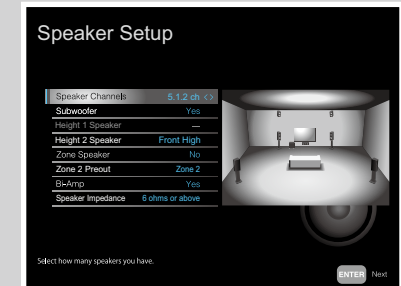 Speaker Setup
Speaker Channels 5.1.2 ch <>
Subwoofer Yes
Height 1 Speaker —
Height 2 Speaker Front High
Zone Speaker No
Zone 2 Preout Zone 2
Bi-Amp Yes
Speaker Impedance 6 ohms or above
Select how many speakers you have.
ENTER Next